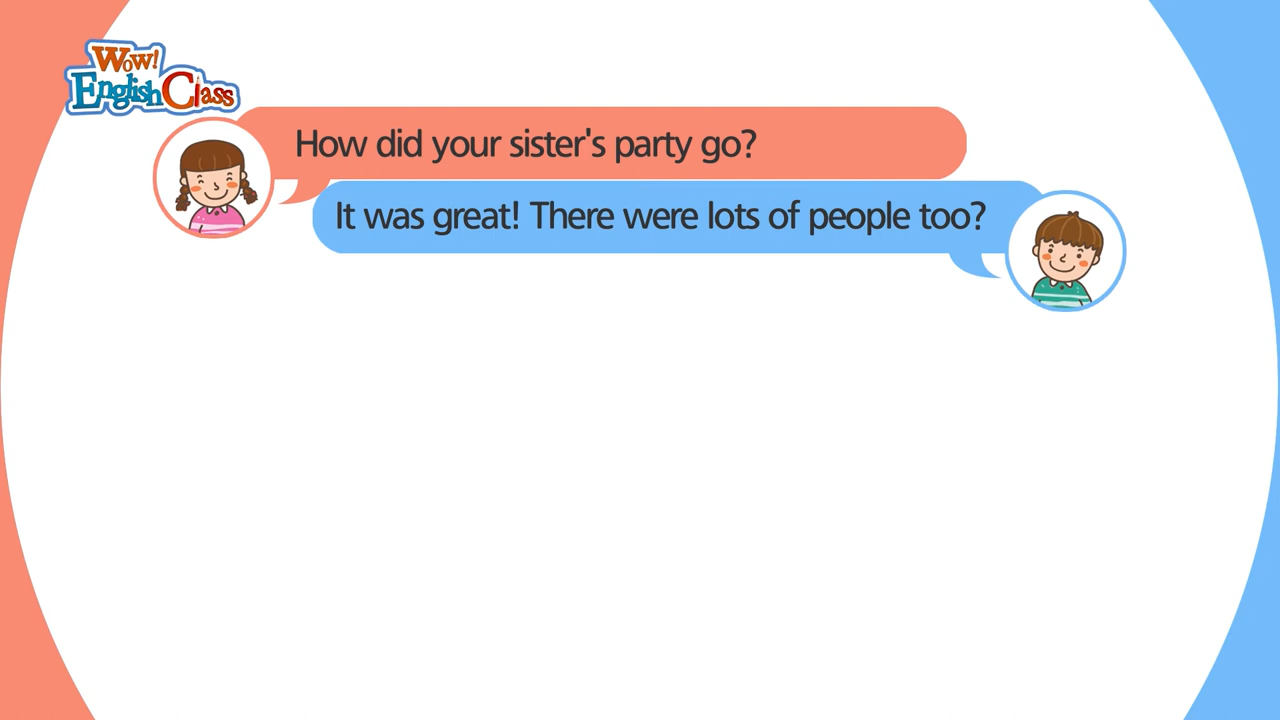 Wow!
English Class
How did your sister's party go?
It was great! There were lots of people too?